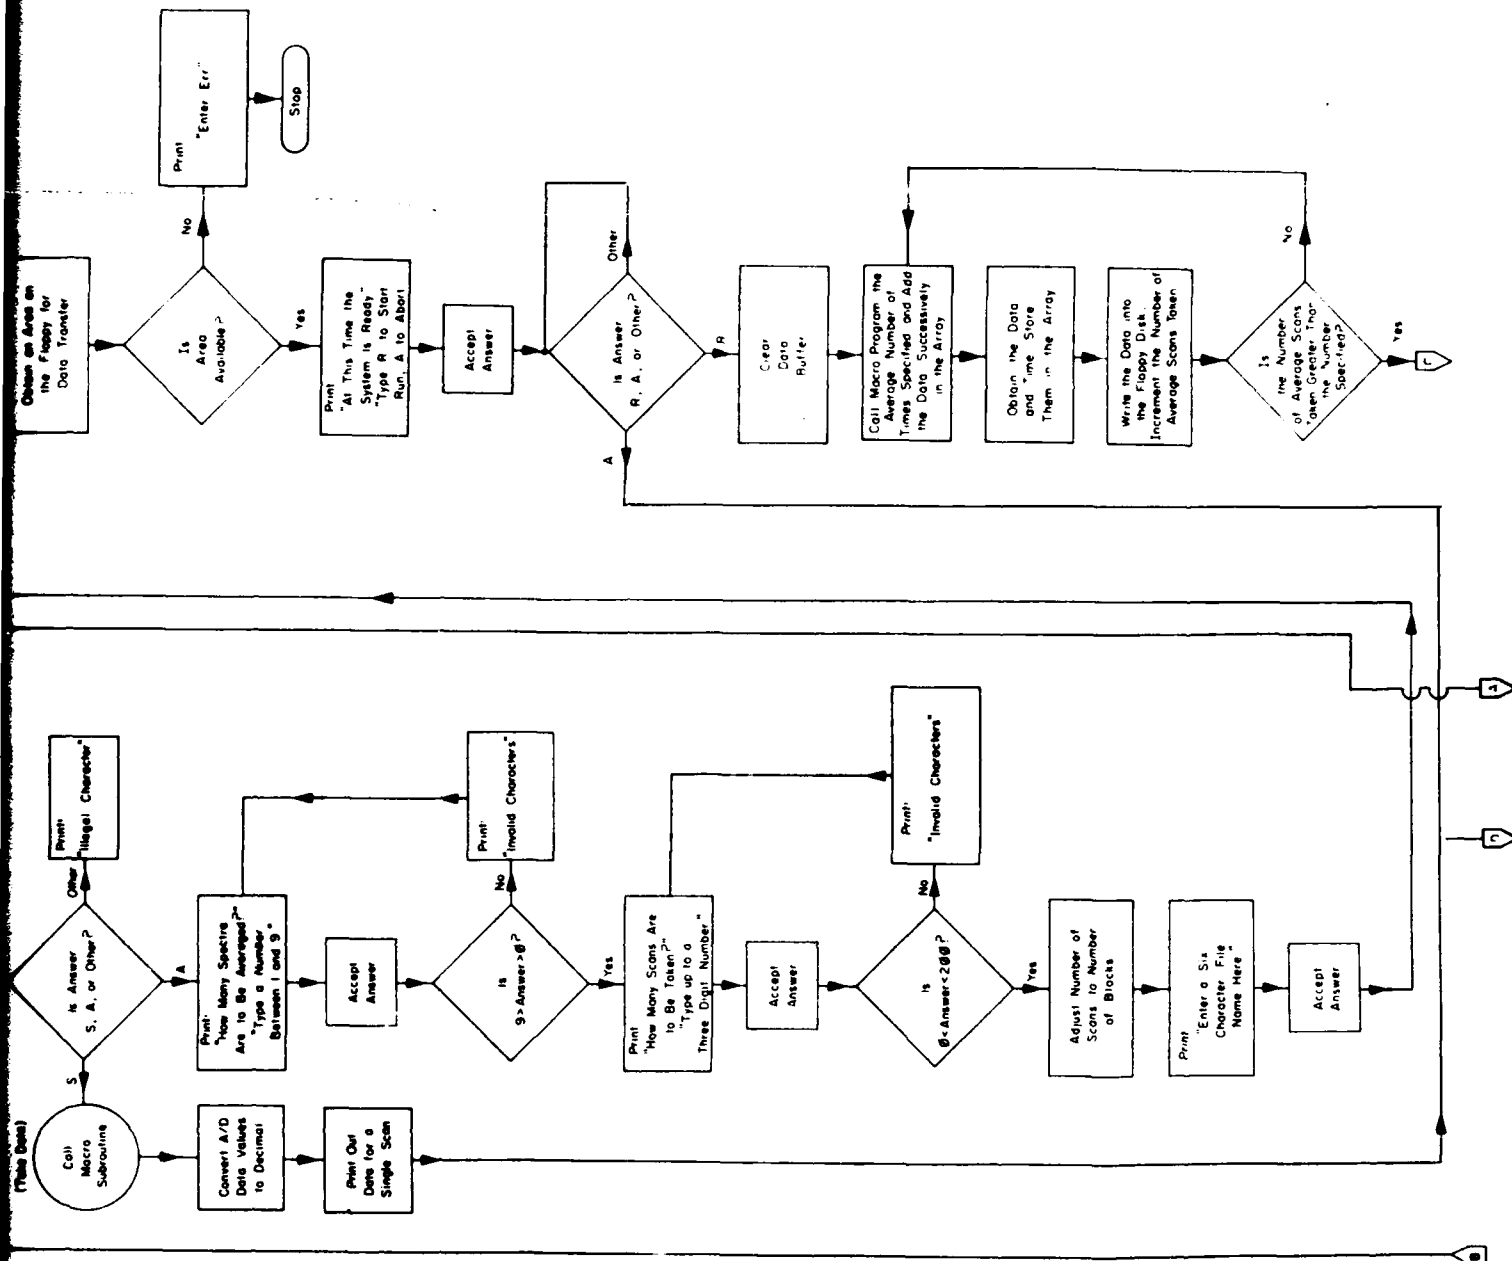 (Take Data)
Call
Macro
Subroutine
Convert A/D
Data Values
to Decimal
Print Out
Data for a
Single Scan
S
Is Answer
S, A, or Other?
Other
Print:
"Illegal Character"
A
Print:
"How Many Spectra
Are to Be Averaged?"
"Type a Number
Between 1 and 9"
Accept
Answer
Is
9>Answer>0?
No
Print:
"Invalid Characters"
Yes
Print
"How Many Scans Are
to Be Taken?"
"Type up to a
Three Digit Number"
Accept
Answer
Is
0<Answer<200?
No
Print:
"Invalid Characters"
Yes
Adjust Number of
Scans to Number
of Blocks
Print
"Enter a Six
Character File
Name Here"
Accept
Answer
Obtain an Area on
the Floppy for
Data Transfer
Is
Area
Available?
No
Print
"Enter Err"
Stop
Yes
Print
"At This Time the
System Is Ready"
"Type R to Start
Run, A to Abort
Accept
Answer
Is Answer
R, A, or Other?
Other
A
R
Clear
Data
Buffer
Call Macro Program the
Average Number of
Times Specified and Add
the Data Successively
in the Array
Obtain the Data
and Time Store
Them in the Array
Write the Data into
the Floppy Disk.
Increment the Number of
Average Scans Taken
Is
the Number
of Average Scans
Taken Greater Than
the Number
Specified?
No
Yes